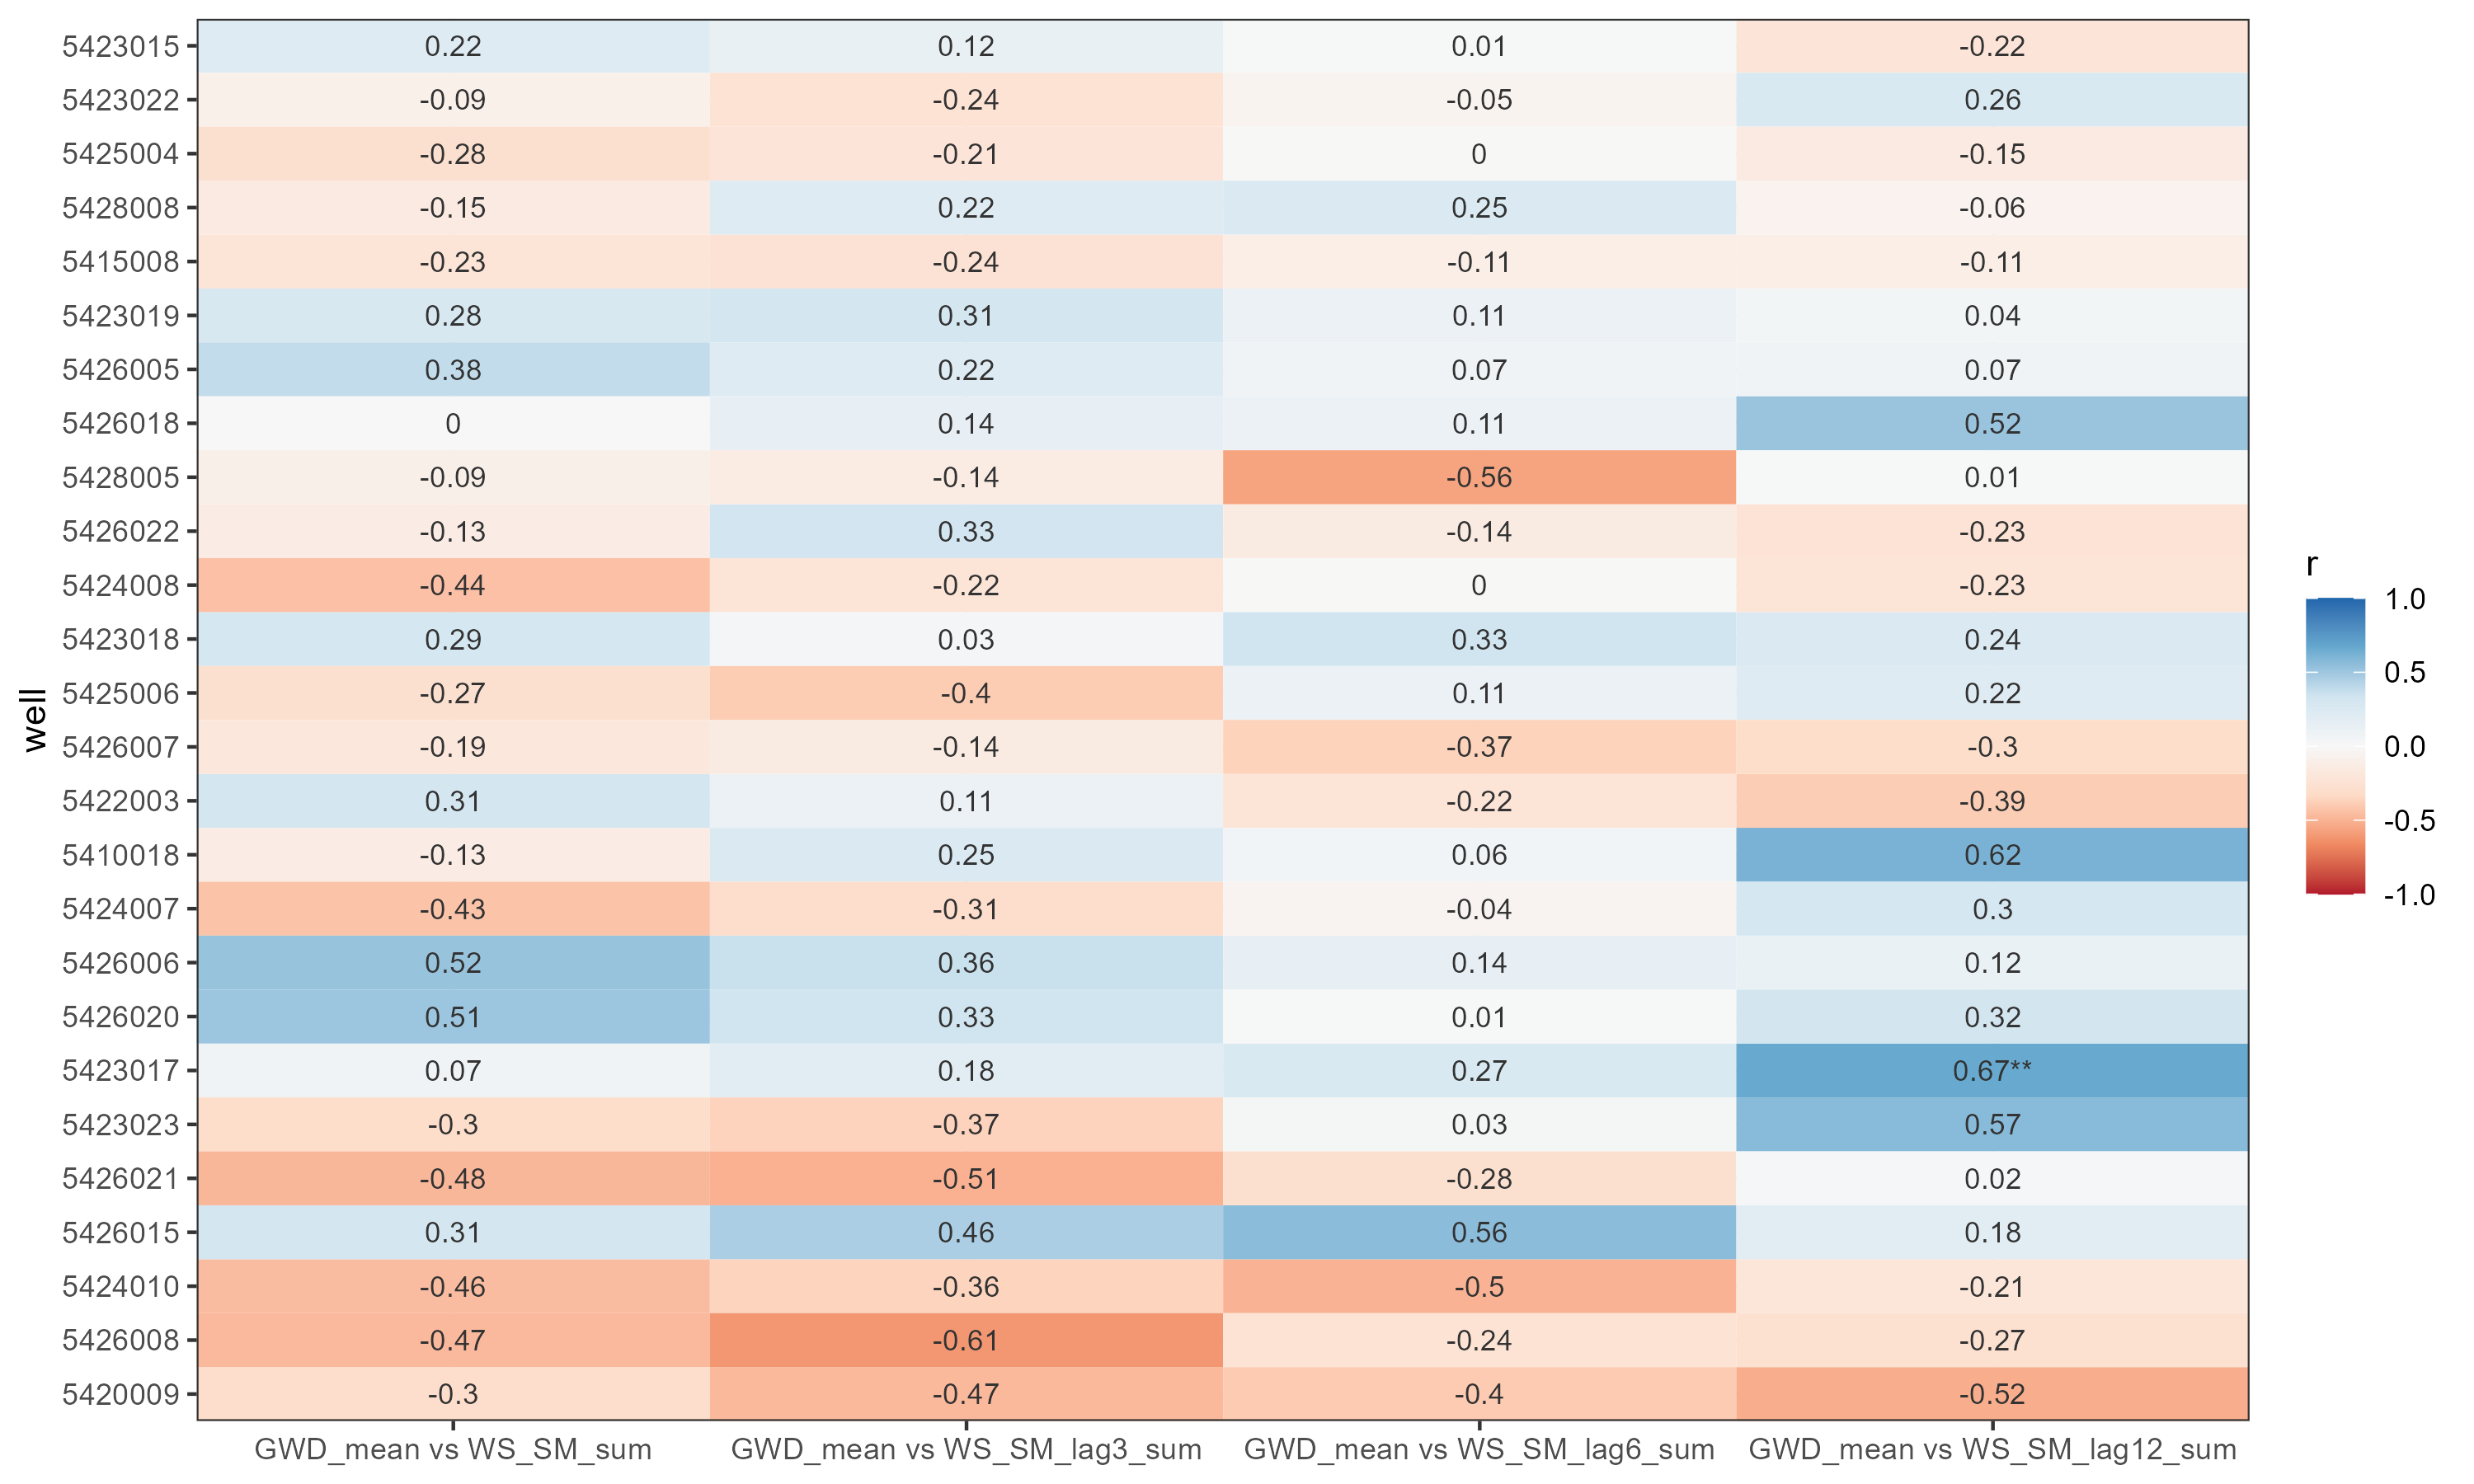 5423015 0.22 0.12 0.01 -0.22
5423022 -0.09 -0.24 -0.05 0.26
5425004 -0.28 -0.21 0 -0.15
5428008 -0.15 0.22 0.25 -0.06
5415008 -0.23 -0.24 -0.11 -0.11
5423019 0.28 0.31 0.11 0.04
5426005 0.38 0.22 0.07 0.07
5426018 0 0.14 0.11 0.52
5428005 -0.09 -0.14 -0.56 0.01
5426022 -0.13 0.33 -0.14 -0.23
5424008 -0.44 -0.22 0 -0.23
5423018 0.29 0.03 0.33 0.24
5425006 -0.27 -0.4 0.11 0.22
5426007 -0.19 -0.14 -0.37 -0.3
5422003 0.31 0.11 -0.22 -0.39
5410018 -0.13 0.25 0.06 0.62
5424007 -0.43 -0.31 -0.04 0.3
5426006 0.52 0.36 0.14 0.12
5426020 0.51 0.33 0.01 0.32
5423017 0.07 0.18 0.27 0.67**
5423023 -0.3 -0.37 0.03 0.57
5426021 -0.48 -0.51 -0.28 0.02
5426015 0.31 0.46 0.56 0.18
5424010 -0.46 -0.36 -0.5 -0.21
5426008 -0.47 -0.61 -0.24 -0.27
5420009 -0.3 -0.47 -0.4 -0.52
GWD_mean vs WS_SM_sum GWD_mean vs WS_SM_lag3_sum GWD_mean vs WS_SM_lag6_sum GWD_mean vs WS_SM_lag12_sum
well
r
1.0
0.5
0.0
-0.5
-1.0